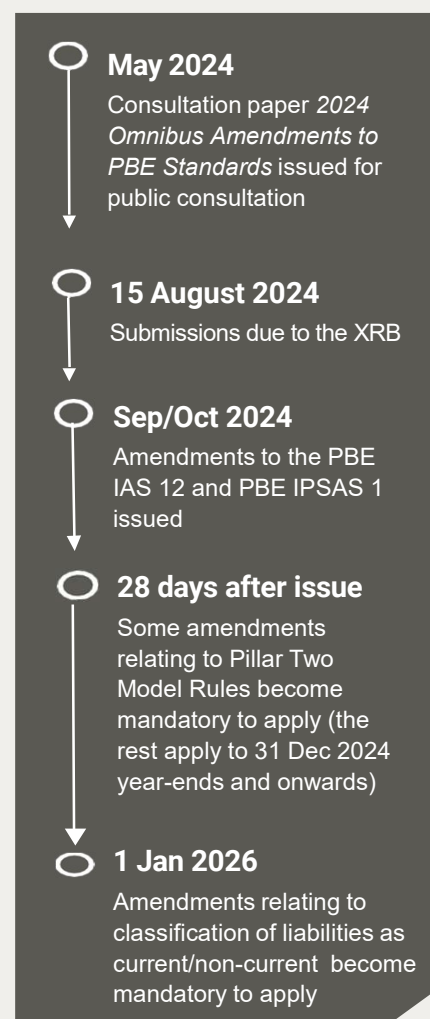 May 2024
Consultation paper 2024
Omnibus Amendments to
PBE Standards issued for
public consultation
15 August 2024
Submissions due to the XRB
Sep/Oct 2024
Amendments to the PBE
IAS 12 and PBE IPSAS 1
issued
28 days after issue
Some amendments
relating to Pillar Two
Model Rules become
mandatory to apply (the
rest apply to 31 Dec 2024
year-ends and onwards)
1 Jan 2026
Amendments relating to
classification of liabilities as
current/non-current become
mandatory to apply